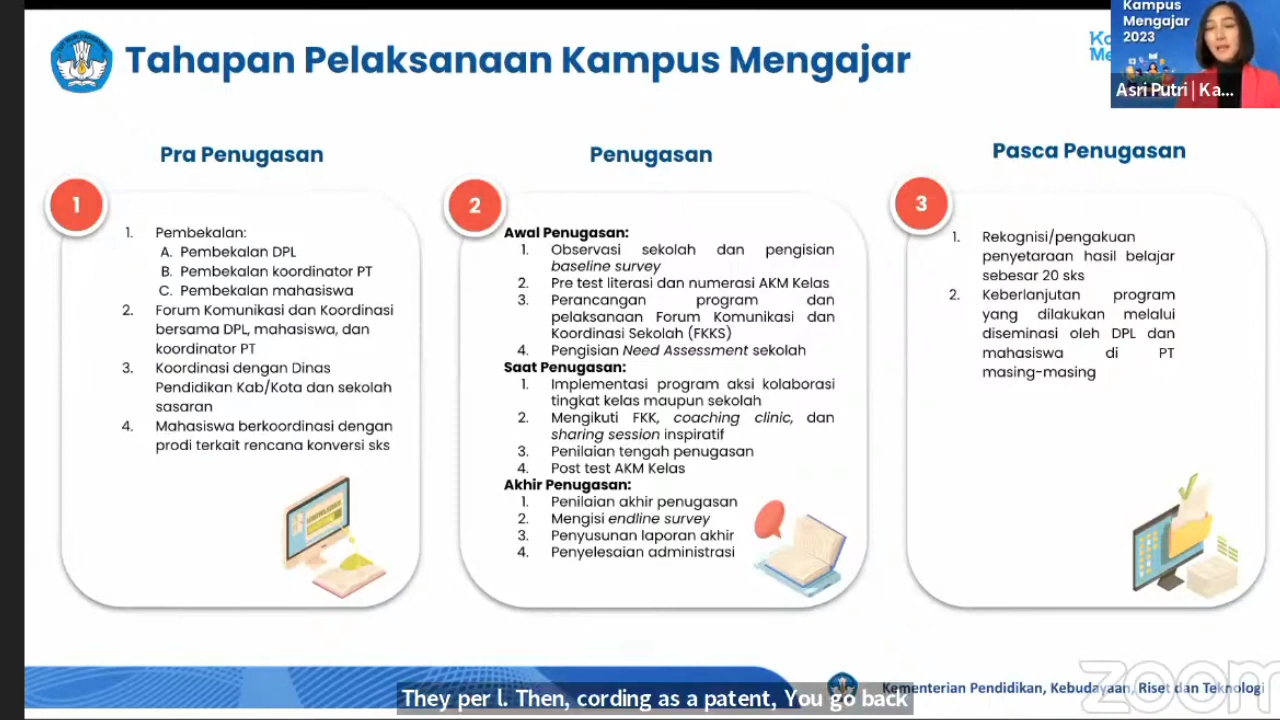 Kampus
Mengajar
2023
Asri Putri | Ka...
Tahapan Pelaksanaan Kampus Mengajar
Pra Penugasan
1
1. Pembekalan:
A. Pembekalan DPL
B. Pembekalan koordinator PT
C. Pembekalan mahasiswa
2. Forum Komunikasi dan Koordinasi
bersama DPL, mahasiswa, dan
koordinator PT
3. Koordinasi dengan Dinas
Pendidikan Kab/Kota dan sekolah
sasaran
4. Mahasiswa berkoordinasi dengan
prodi terkait rencana konversi sks
Penugasan
2
Awal Penugasan:
1. Observasi sekolah dan pengisian
baseline survey
2. Pre test literasi dan numerasi AKM Kelas
3. Perancangan program dan
pelaksanaan Forum Komunikasi dan
Koordinasi Sekolah (FKKS)
4. Pengisian Need Assessment sekolah
Saat Penugasan:
1. Implementasi program aksi kolaborasi
tingkat kelas maupun sekolah
2. Mengikuti FKK, coaching clinic, dan
sharing session inspiratif
3. Penilaian tengah penugasan
4. Post test AKM Kelas
Akhir Penugasan:
1. Penilaian akhir penugasan
2. Mengisi endline survey
3. Penyusunan laporan akhir
4. Penyelesaian administrasi
Pasca Penugasan
3
1. Rekognisi/pengakuan
penyetaraan hasil belajar
sebesar 20 sks
2. Keberlanjutan program
yang dilakukan melalui
diseminasi oleh DPL dan
mahasiswa di PT
masing-masing
zoom
Kementerian Pendidikan, Kebudayaan, Riset dan Teknologi
They per l. Then, cording as a patent, You go back